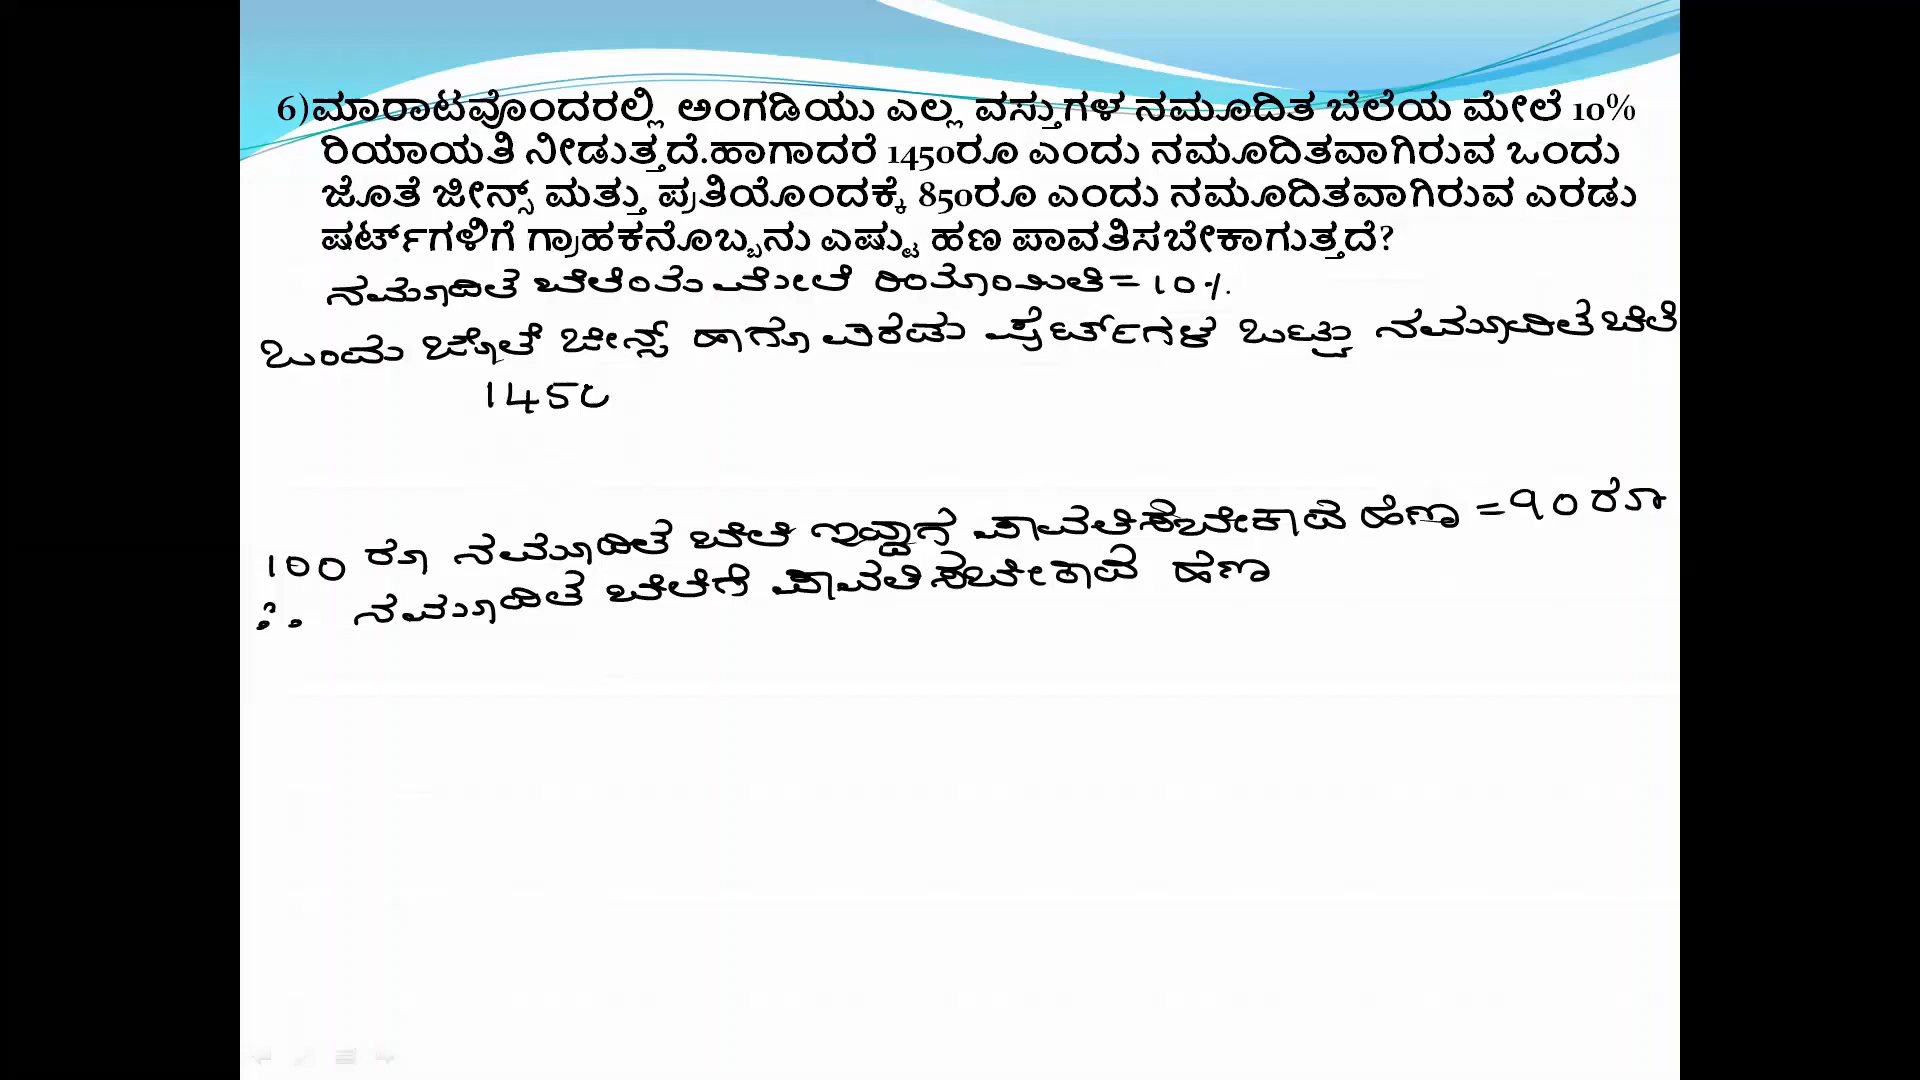 6)ಮಾರಾಟವೊಂದರಲ್ಲಿ ಅಂಗಡಿಯು ಎಲ್ಲ ವಸ್ತುಗಳ ನಮೂದಿತ ಬೆಲೆಯ ಮೇಲೆ 10%
ರಿಯಾಯತಿ ನೀಡುತ್ತದೆ.ಹಾಗಾದರೆ 1450ರೂ ಎಂದು ನಮೂದಿತವಾಗಿರುವ ಒಂದು
ಜೊತೆ ಜೀನ್ಸ್ ಮತ್ತು ಪ್ರತಿಯೊಂದಕ್ಕೆ 850ರೂ ಎಂದು ನಮೂದಿತವಾಗಿರುವ ಎರಡು
ಷರ್ಟ್‌ಗಳಿಗೆ ಗ್ರಾಹಕನೊಬ್ಬನು ಎಷ್ಟು ಹಣ ಪಾವತಿಸಬೇಕಾಗುತ್ತದೆ?
ನಮೂದಿತ ಬೆಲೆಯ ಮೇಲೆ ರಿಯಾಯಿತಿ = 10%.
ಒಂದು ಜೊತೆ ಜೀನ್ಸ್ ಹಾಗೂ ಎರಡು ಷರ್ಟ್‌ಗಳ ಒಟ್ಟು ನಮೂದಿತ ಬೆಲೆ
1450
100 ರೂ ನಮೂದಿತ ಬೆಲೆ ಇದ್ದಾಗ ಪಾವತಿಸಬೇಕಾದ ಹಣ = 90 ರೂ
∴ ನಮೂದಿತ ಬೆಲೆಗೆ ಪಾವತಿಸಬೇಕಾದ ಹಣ